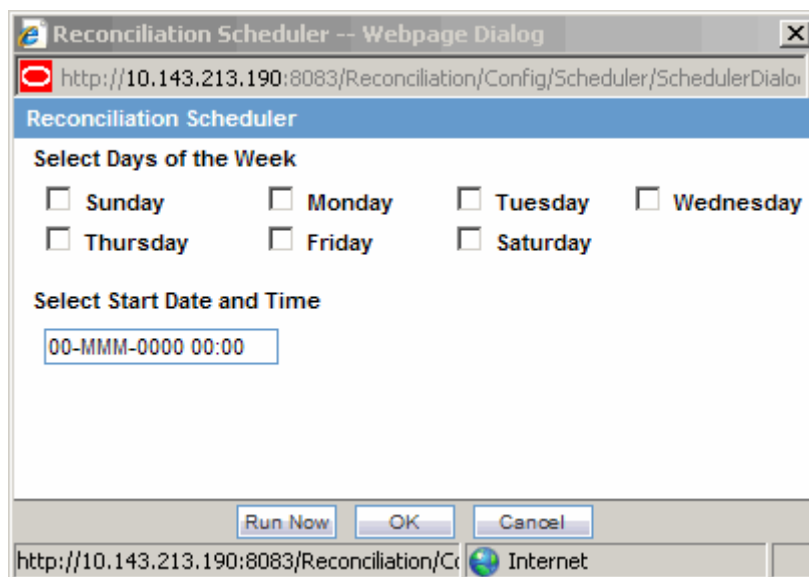 Reconciliation Scheduler -- Webpage Dialog
http://10.143.213.190:8083/Reconciliation/Config/Scheduler/SchedulerDialo
Reconciliation Scheduler
Select Days of the Week
Sunday Monday Tuesday Wednesday
Thursday Friday Saturday
Select Start Date and Time
00-MMM-0000 00:00
Run Now OK Cancel
http://10.143.213.190:8083/Reconciliation/Co Internet